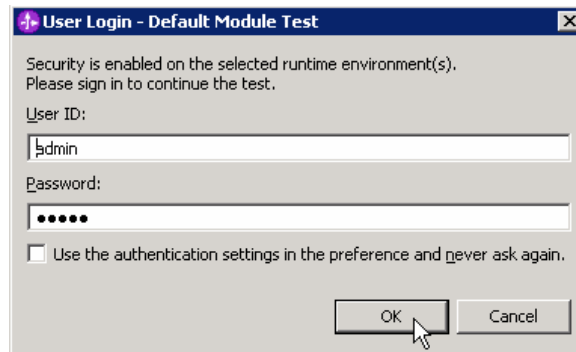 User Login - Default Module Test
Security is enabled on the selected runtime environment(s).
Please sign in to continue the test.
User ID:
admin
Password:
●●●●●
Use the authentication settings in the preference and never ask again.
OK
Cancel